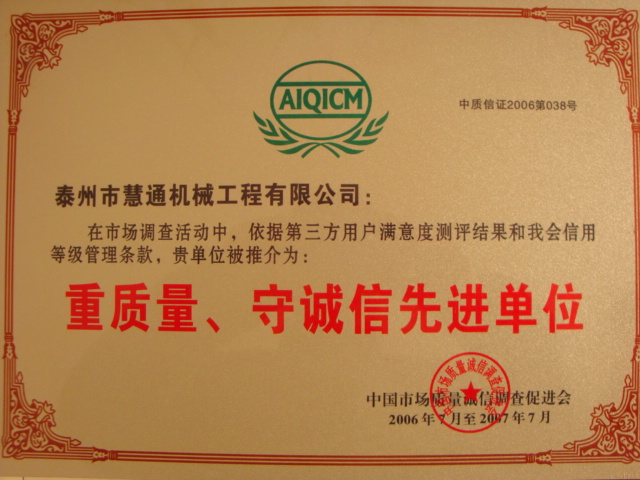 AIQICM
中质信证2006第038号
泰州市慧通机械工程有限公司：
在市场调查活动中，依据第三方用户满意度测评结果和我会信用
等级管理条款，贵单位被推介为：
重质量、守诚信先进单位
中国市场质量诚信调查促进会
2006年7月至2007年7月